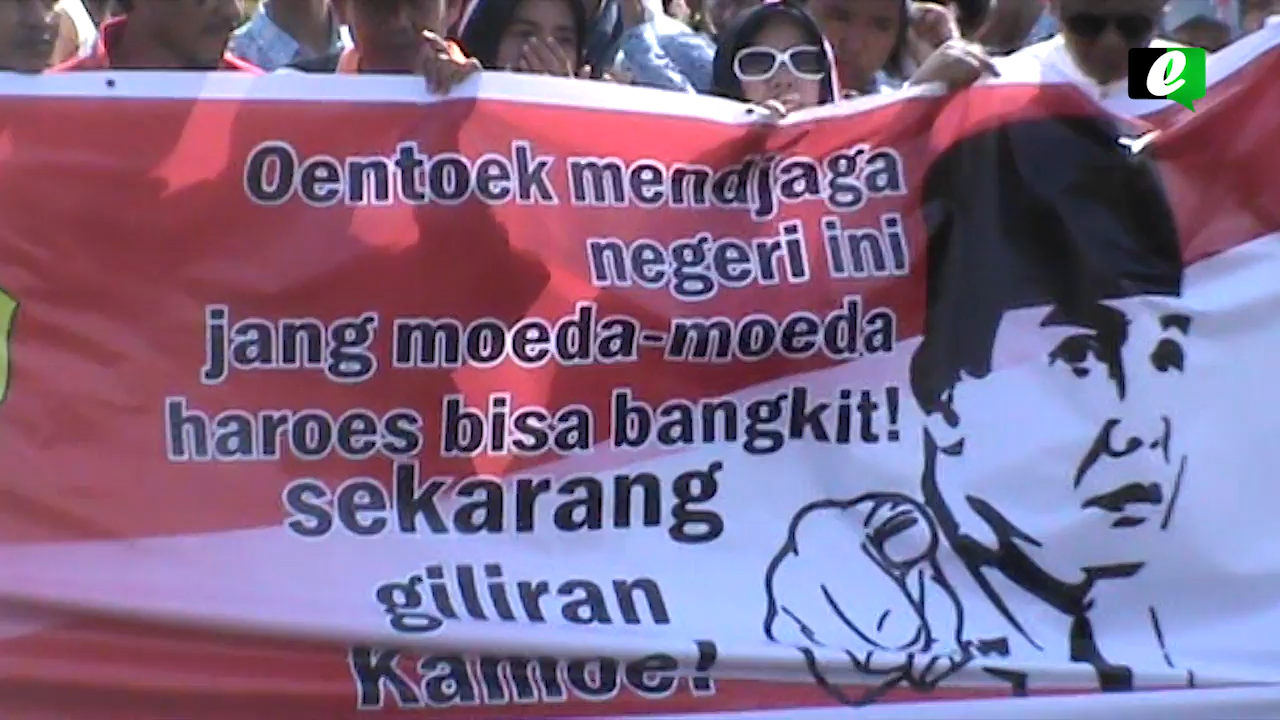 e
Oentoek mendjaga
negeri ini
jang moeda-moeda
haroes bisa bangkit!
sekarang
giliran
Kamoe!